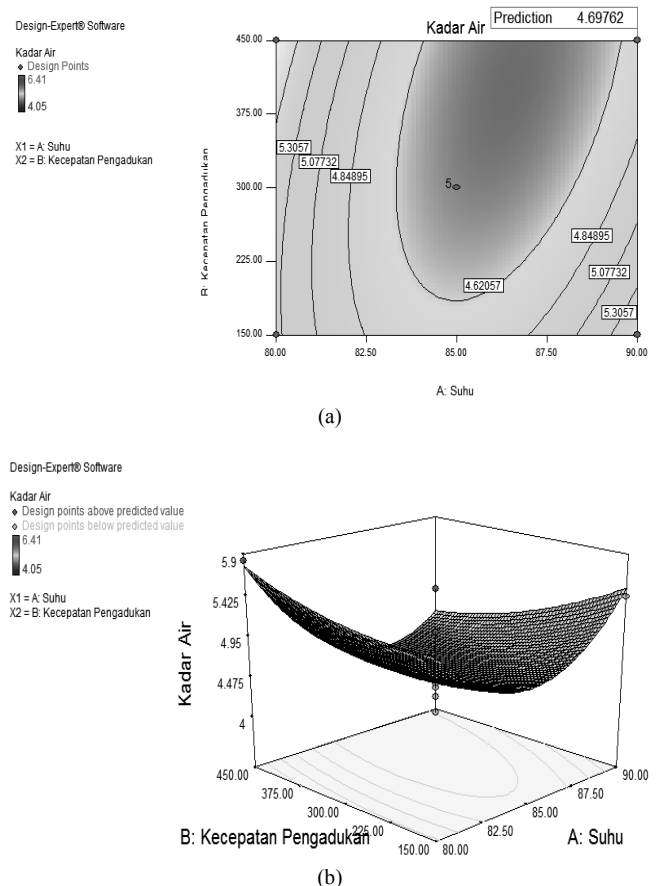 Design-Expert® Software
Kadar Air
Design Points
6.41
4.05
X1 = A: Suhu
X2 = B: Kecepatan Pengadukan
Kadar Air
Prediction 4.69762
450.00
375.00
300.00
225.00
150.00
B: Kecepatan Pengadukan
5.3057
5.07732
4.84895
5
4.62057
4.84895
5.07732
5.3057
80.00
82.50
85.00
87.50
90.00
A: Suhu
(a)
Design-Expert® Software
Kadar Air
Design points above predicted value
Design points below predicted value
6.41
4.05
X1 = A: Suhu
X2 = B: Kecepatan Pengadukan
Kadar Air
5.9
5.425
4.95
4.475
4
450.00
375.00
300.00
225.00
150.00
80.00
82.50
85.00
87.50
90.00
B: Kecepatan Pengadukan
A: Suhu
(b)